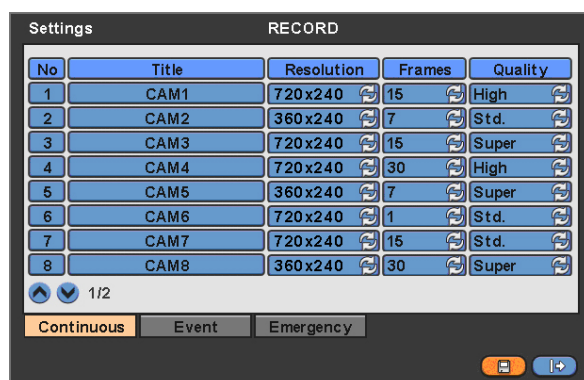 Settings RECORD
No Title Resolution Frames Quality
1 CAM1 720x240 15 High
2 CAM2 360x240 7 Std.
3 CAM3 720x240 15 Super
4 CAM4 720x240 30 High
5 CAM5 360x240 7 Super
6 CAM6 720x240 1 Std.
7 CAM7 720x240 15 Std.
8 CAM8 360x240 30 Super
1/2
Continuous Event Emergency